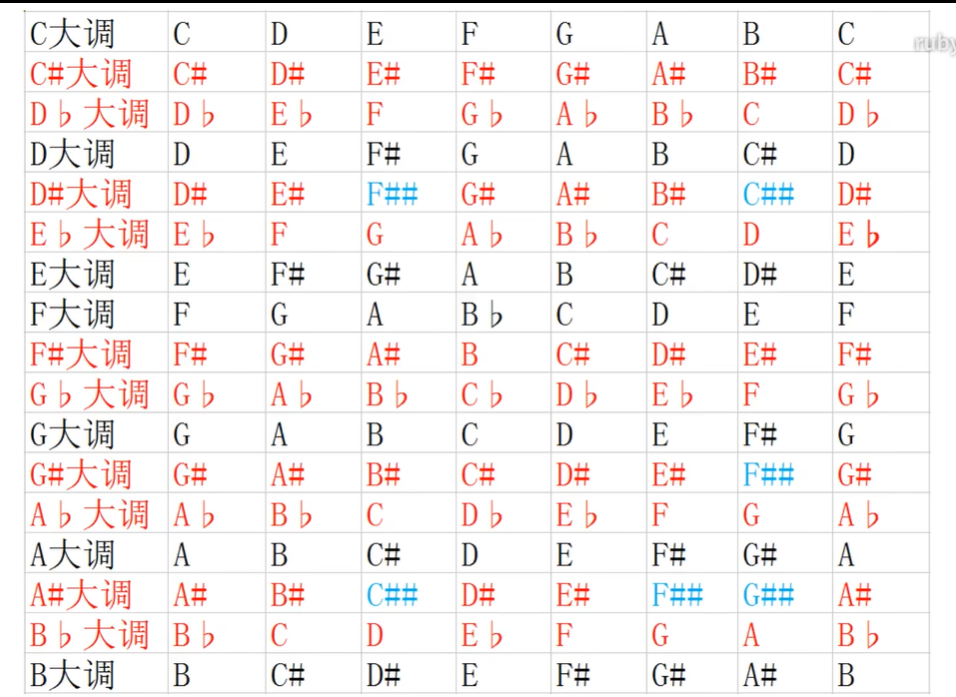 C大调 C D E F G A B C
ruby
C#大调 C# D# E# F# G# A# B# C#
D♭大调 D♭ E♭ F G♭ A♭ B♭ C D♭
D大调 D E F# G A B C# D
D#大调 D# E# F## G# A# B# C## D#
E♭大调 E♭ F G A♭ B♭ C D E♭
E大调 E F# G# A B C# D# E
F大调 F G A B♭ C D E F
F#大调 F# G# A# B C# D# E# F#
G♭大调 G♭ A♭ B♭ C♭ D♭ E♭ F G♭
G大调 G A B C D E F# G
G#大调 G# A# B# C# D# E# F## G#
A♭大调 A♭ B♭ C D♭ E♭ F G A♭
A大调 A B C# D E F# G# A
A#大调 A# B# C## D# E# F## G## A#
B♭大调 B♭ C D E♭ F G A B♭
B大调 B C# D# E F# G# A# B